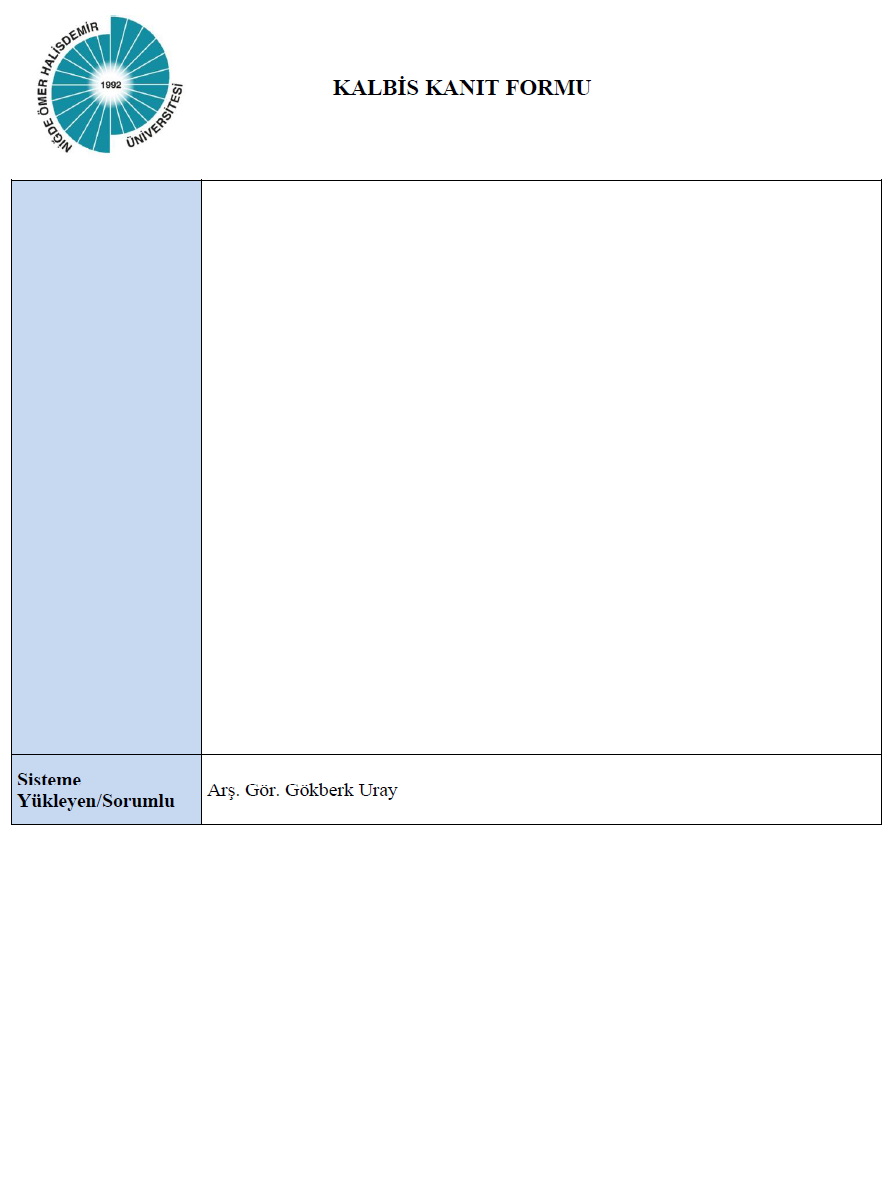 NİĞDE ÖMER HALİSDEMİR
ÜNİVERSİTESİ
1992
KALBİS KANIT FORMU
Sisteme
Yükleyen/Sorumlu
Arş. Gör. Gökberk Uray